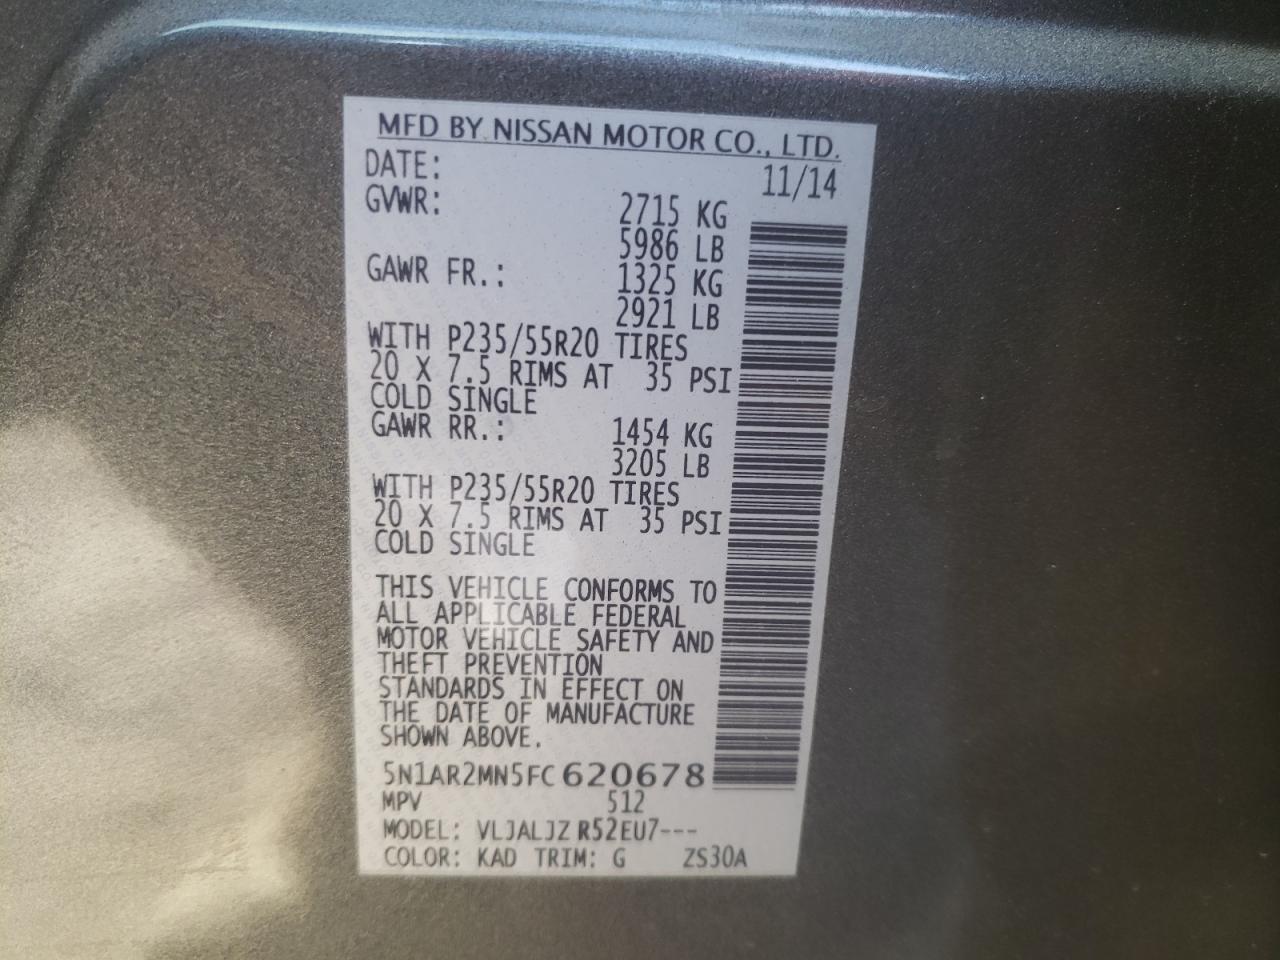 MFD BY NISSAN MOTOR CO., LTD.
DATE: 11/14
GVWR: 2715 KG
5986 LB
GAWR FR.: 1325 KG
2921 LB
WITH P235/55R20 TIRES
20 X 7.5 RIMS AT 35 PSI
COLD SINGLE
GAWR RR.: 1454 KG
3205 LB
WITH P235/55R20 TIRES
20 X 7.5 RIMS AT 35 PSI
COLD SINGLE
THIS VEHICLE CONFORMS TO
ALL APPLICABLE FEDERAL
MOTOR VEHICLE SAFETY AND
THEFT PREVENTION
STANDARDS IN EFFECT ON
THE DATE OF MANUFACTURE
SHOWN ABOVE.
5N1AR2MN5FC620678
MPV 512
MODEL: VLJALJZ R52EU7---
COLOR: KAD TRIM: G ZS30A